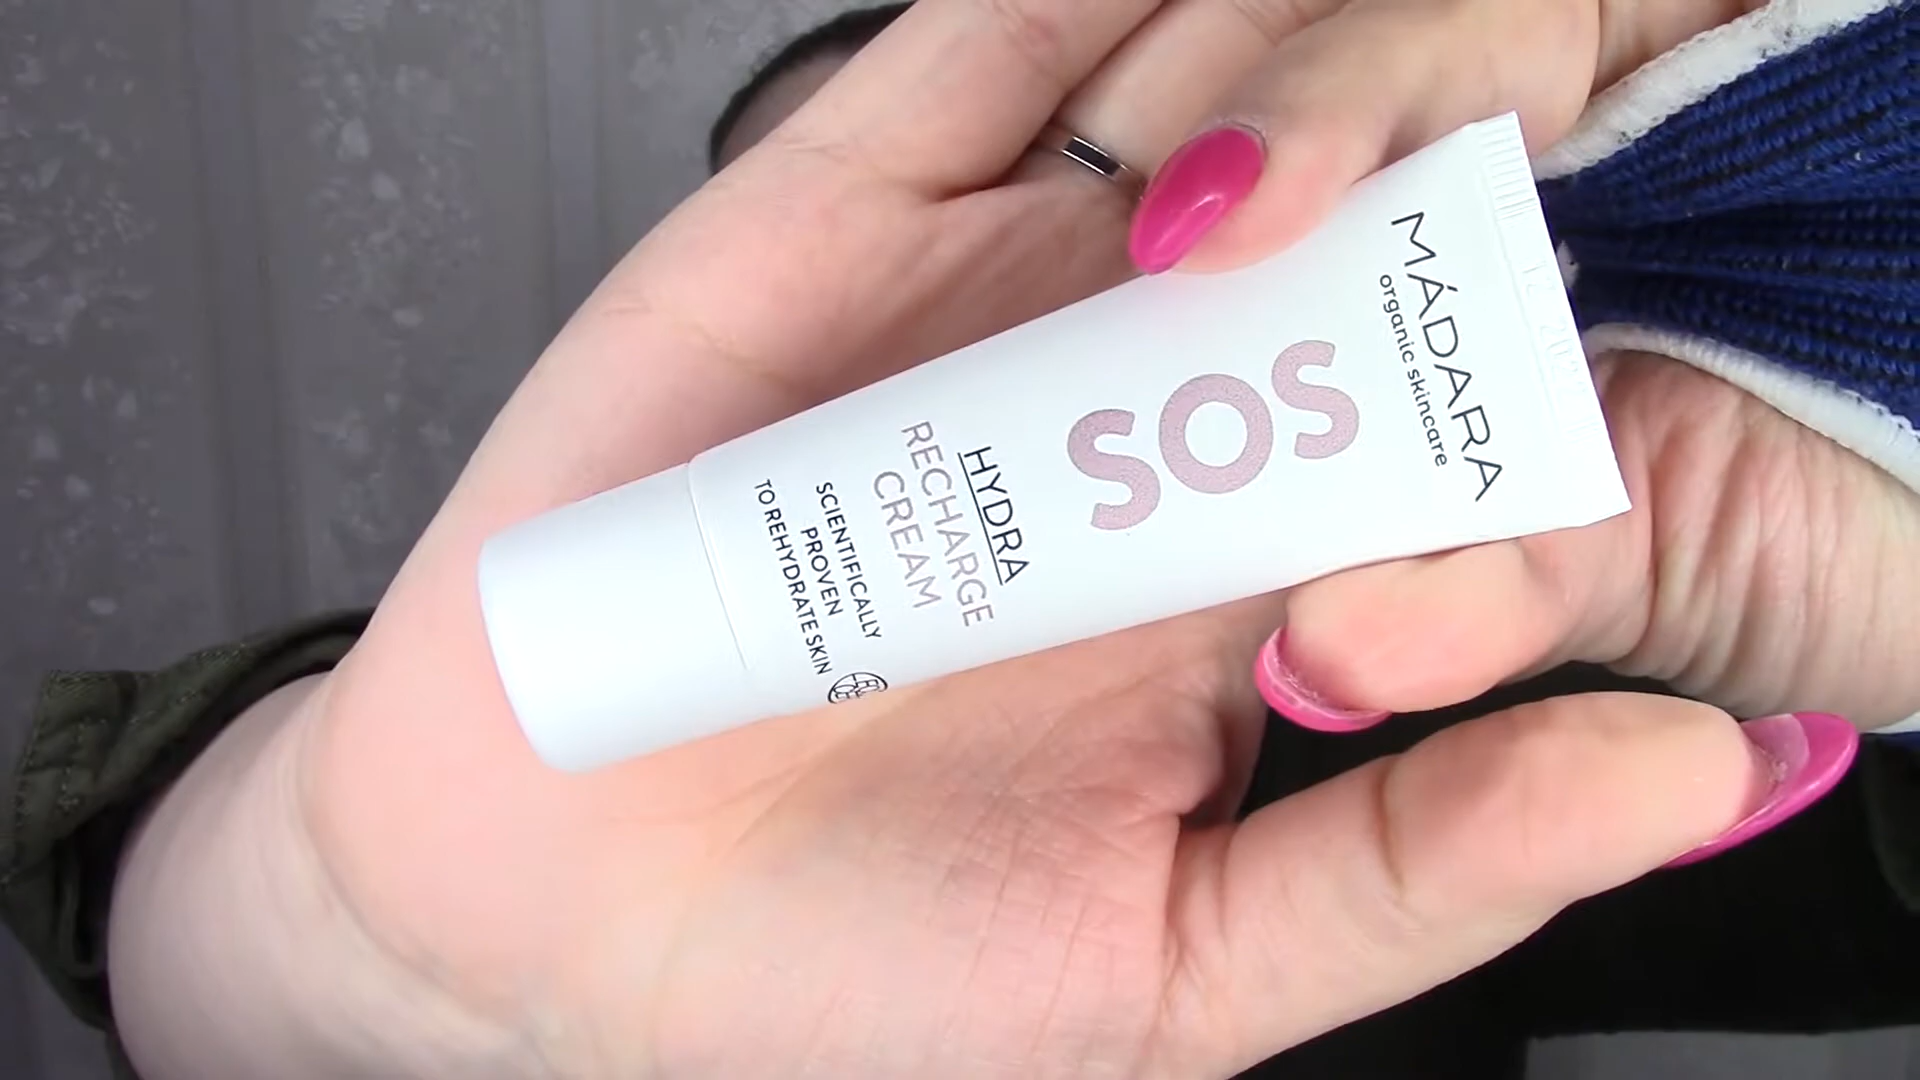 MÁDARA
organic skincare
SOS
HYDRA
RECHARGE
CREAM
SCIENTIFICALLY
PROVEN
TO REHYDRATE SKIN